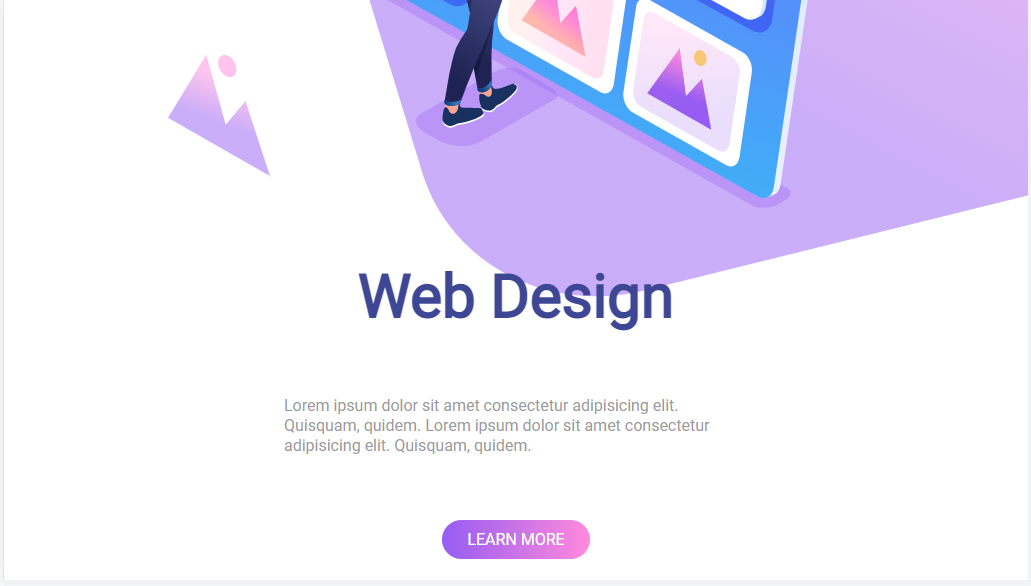 Web Design
Lorem ipsum dolor sit amet consectetur adipisicing elit.
Quisquam, quidem. Lorem ipsum dolor sit amet consectetur
adipisicing elit. Quisquam, quidem.
LEARN MORE